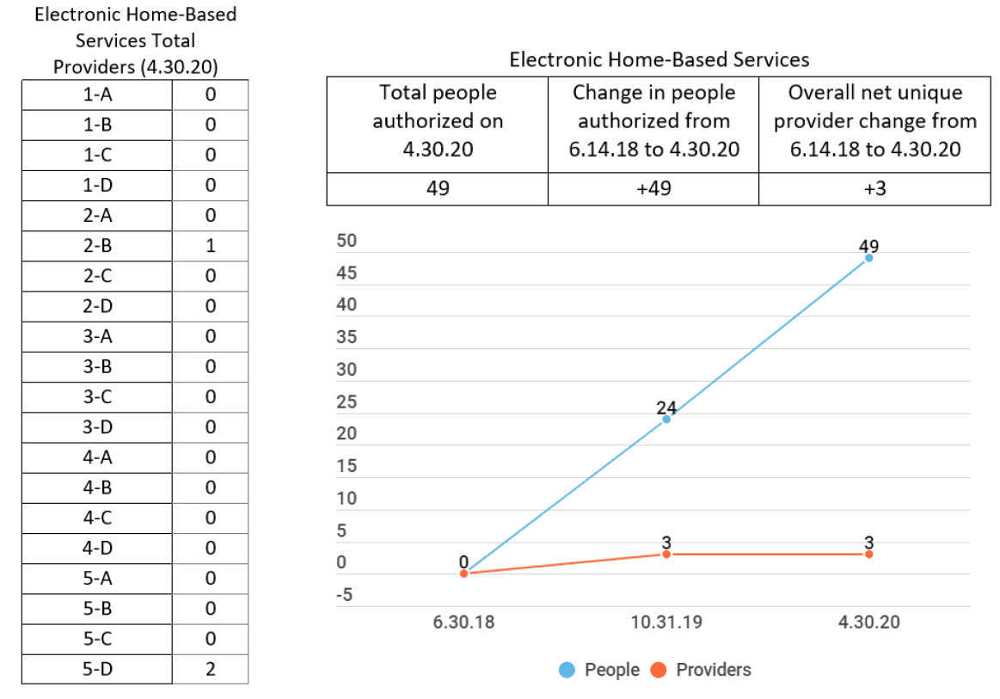 Electronic Home-Based
Services Total
Providers (4.30.20)
1-A 0
1-B 0
1-C 0
1-D 0
2-A 0
2-B 1
2-C 0
2-D 0
3-A 0
3-B 0
3-C 0
3-D 0
4-A 0
4-B 0
4-C 0
4-D 0
5-A 0
5-B 0
5-C 0
5-D 2
Electronic Home-Based Services
Total people authorized on 4.30.20
Change in people authorized from 6.14.18 to 4.30.20
Overall net unique provider change from 6.14.18 to 4.30.20
49 +49 +3
50
45
40
35
30
25
20
15
10
5
0
-5
49
24
0
3
3
6.30.18 10.31.19 4.30.20
People Providers